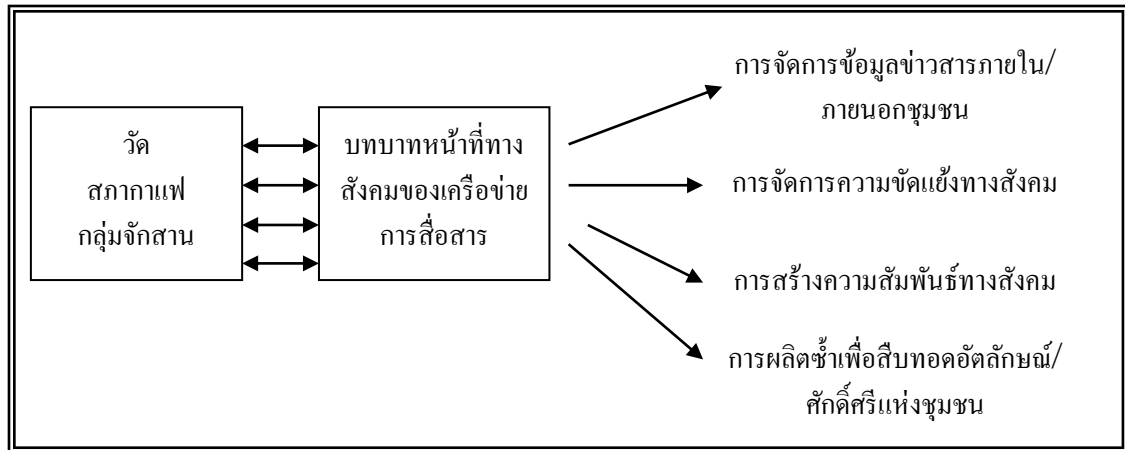 วัด
สภากาแฟ
กลุ่มจักสาน
บทบาทหน้าที่ทาง
สังคมของเครือข่าย
การสื่อสาร
การจัดการข้อมูลข่าวสารภายใน/
ภายนอกชุมชน
การจัดการความขัดแย้งทางสังคม
การสร้างความสัมพันธ์ทางสังคม
การผลิตซ้ำเพื่อสืบทอดอัตลักษณ์/
ศักดิ์ศรีแห่งชุมชน